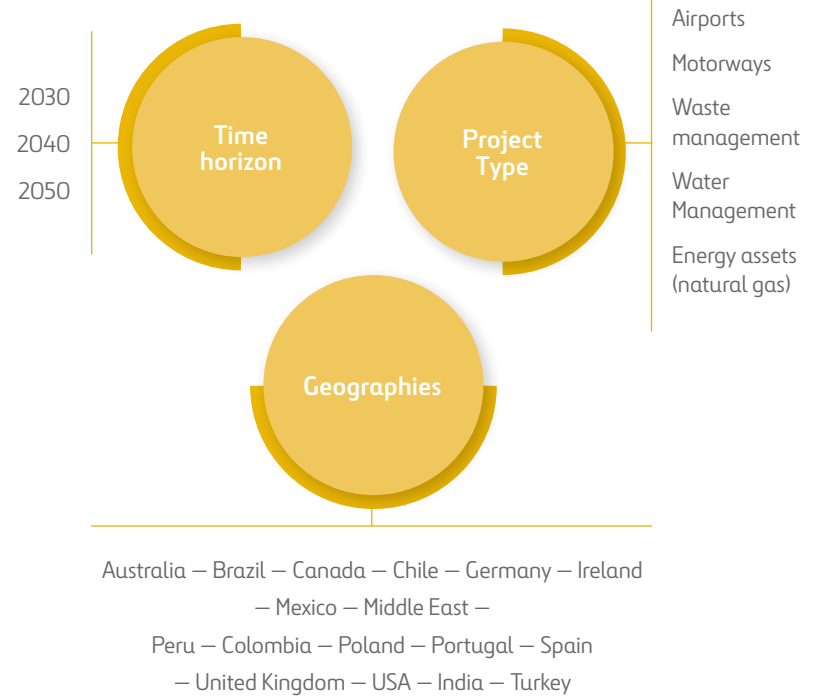 2030
2040
2050
Time
horizon
Project
Type
Airports
Motorways
Waste
management
Water
Management
Energy assets
(natural gas)
Geographies
Australia — Brazil — Canada — Chile — Germany — Ireland
— Mexico — Middle East —
Peru — Colombia — Poland — Portugal — Spain
— United Kingdom — USA — India — Turkey